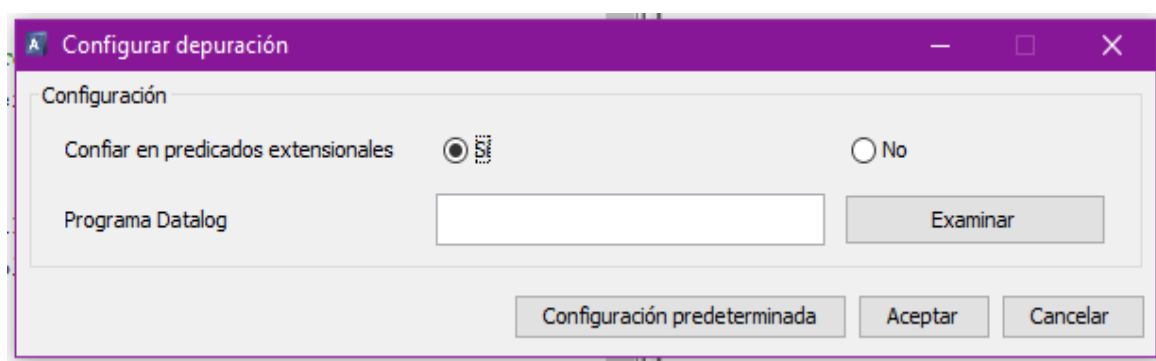 Configurar depuración
Configuración
Confiar en predicados extensionales Sí No
Programa Datalog Examinar
Configuración predeterminada Aceptar Cancelar